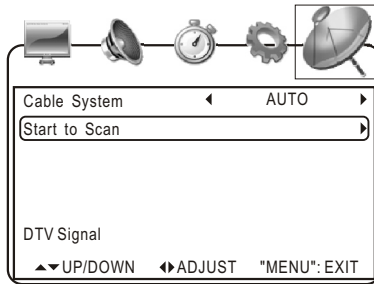 Cable System ◀ AUTO ▶
Start to Scan ▶
DTV Signal
▲▼UP/DOWN ◀▶ADJUST "MENU": EXIT